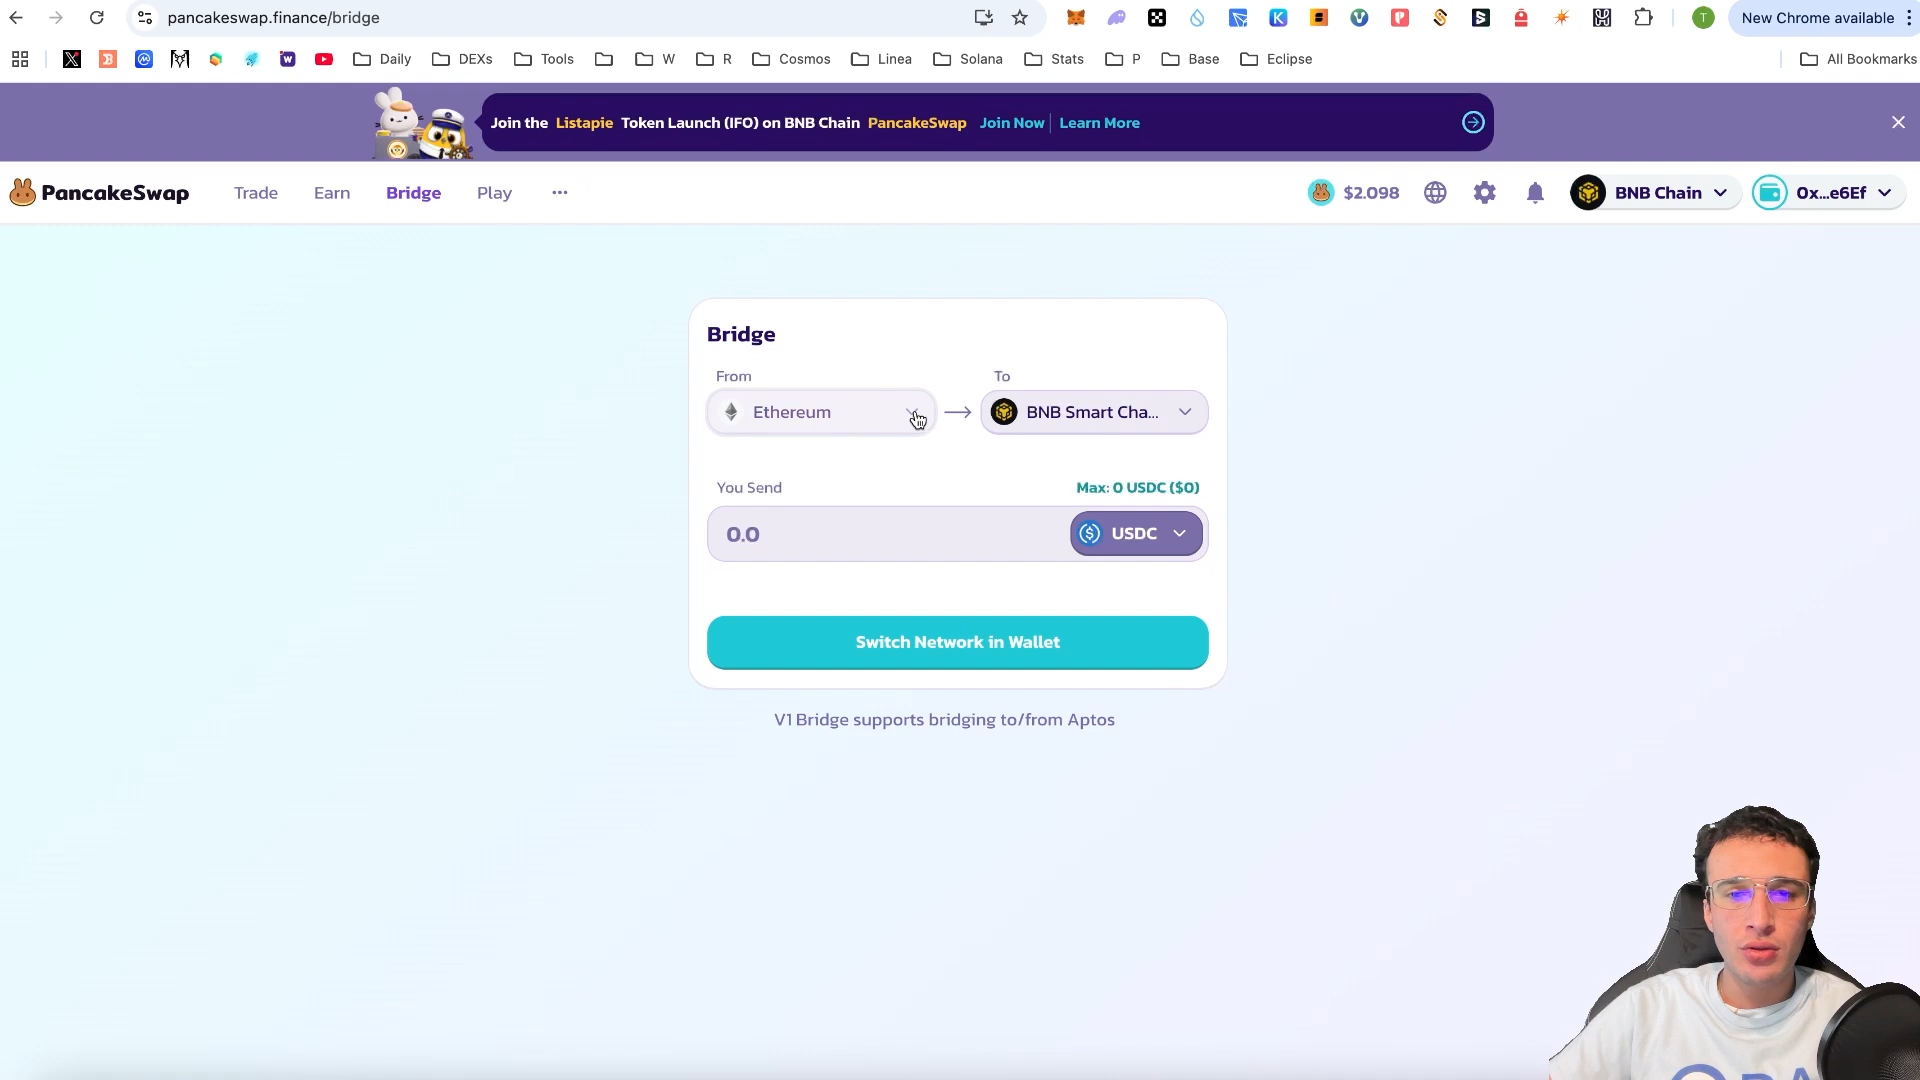 pancakeswap.finance/bridge
New Chrome available
Daily DEXs Tools W R Cosmos Linea Solana Stats P Base Eclipse All Bookmarks
Join the Listapie Token Launch (IFO) on BNB Chain PancakeSwap Join Now Learn More
PancakeSwap Trade Earn Bridge Play $2.098 BNB Chain 0x...e6Ef
Bridge
From To
Ethereum BNB Smart Cha...
You Send Max: 0 USDC ($0)
0.0 USDC
Switch Network in Wallet
V1 Bridge supports bridging to/from Aptos